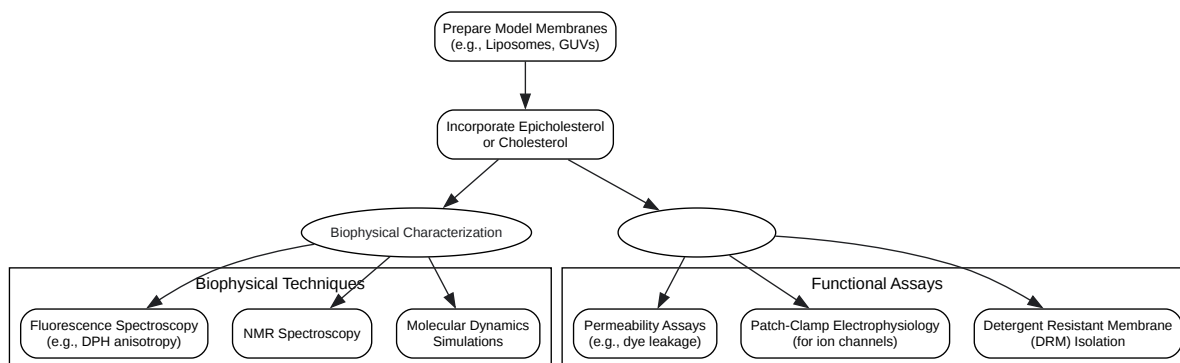 Prepare Model Membranes
(e.g., Liposomes, GUVs)
Incorporate Epicholesterol
or Cholesterol
Biophysical Characterization
Biophysical Techniques
Functional Assays
Fluorescence Spectroscopy
(e.g., DPH anisotropy)
NMR Spectroscopy
Molecular Dynamics
Simulations
Permeability Assays
(e.g., dye leakage)
Patch-Clamp Electrophysiology
(for ion channels)
Detergent Resistant Membrane
(DRM) Isolation